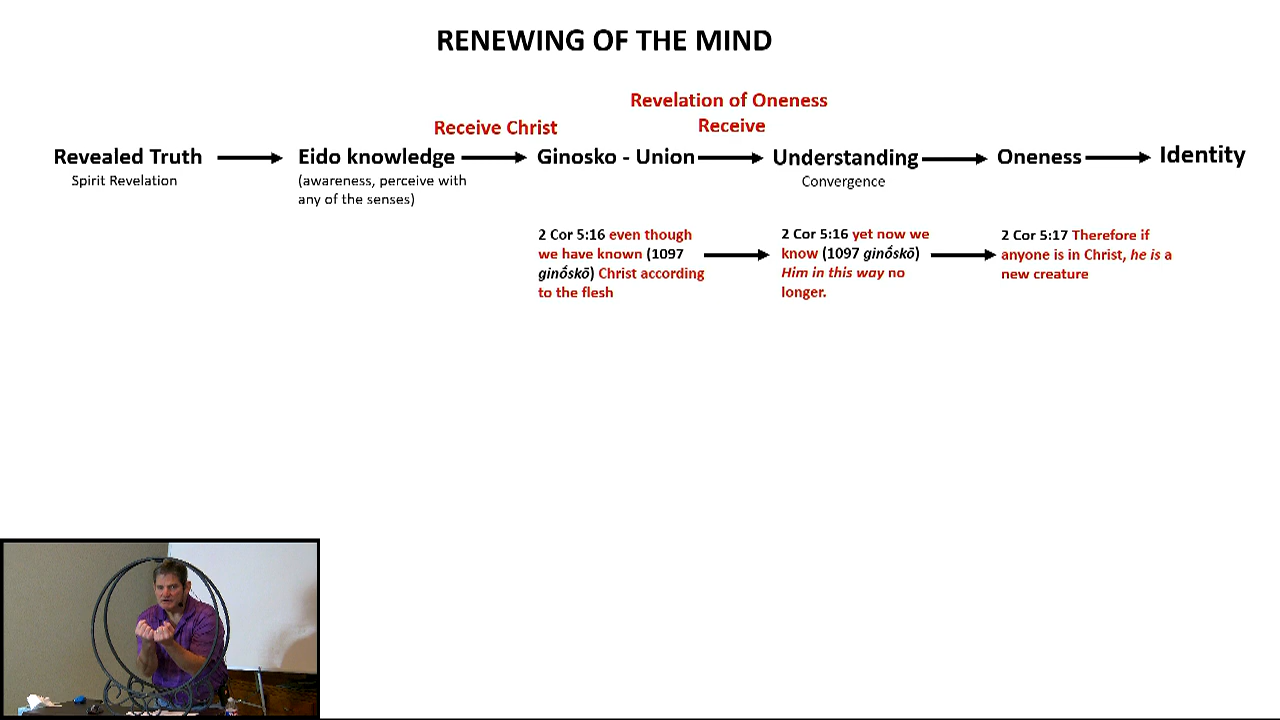 RENEWING OF THE MIND
Revelation of Oneness
Receive Christ
Receive
Revealed Truth
Eido knowledge
Ginosko - Union
Understanding
Oneness
Identity
Spirit Revelation
(awareness, perceive with
any of the senses)
Convergence
2 Cor 5:16 even though
we have known (1097
ginṓskō) Christ according
to the flesh
2 Cor 5:16 yet now we
know (1097 ginṓskō)
Him in this way no
longer.
2 Cor 5:17 Therefore if
anyone is in Christ, he is a
new creature